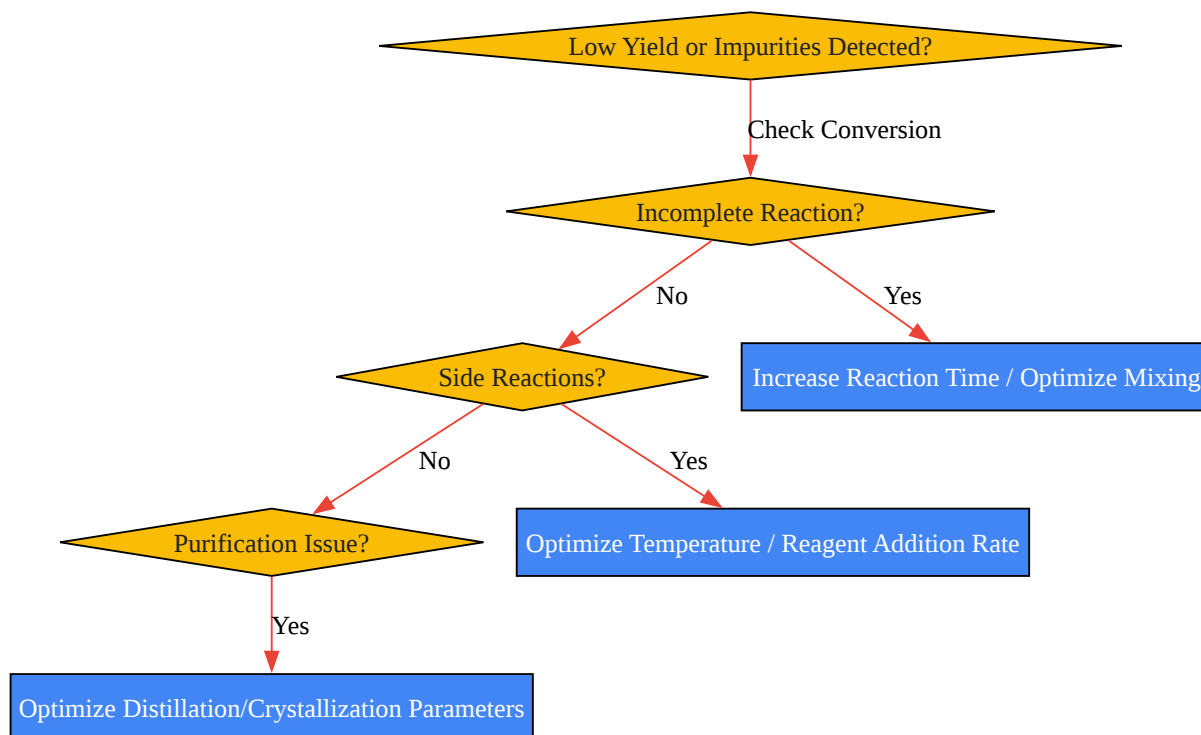 Low Yield or Impurities Detected?
Check Conversion
Incomplete Reaction?
No
Yes
Side Reactions?
Increase Reaction Time / Optimize Mixing
No
Yes
Purification Issue?
Optimize Temperature / Reagent Addition Rate
Yes
Optimize Distillation/Crystallization Parameters